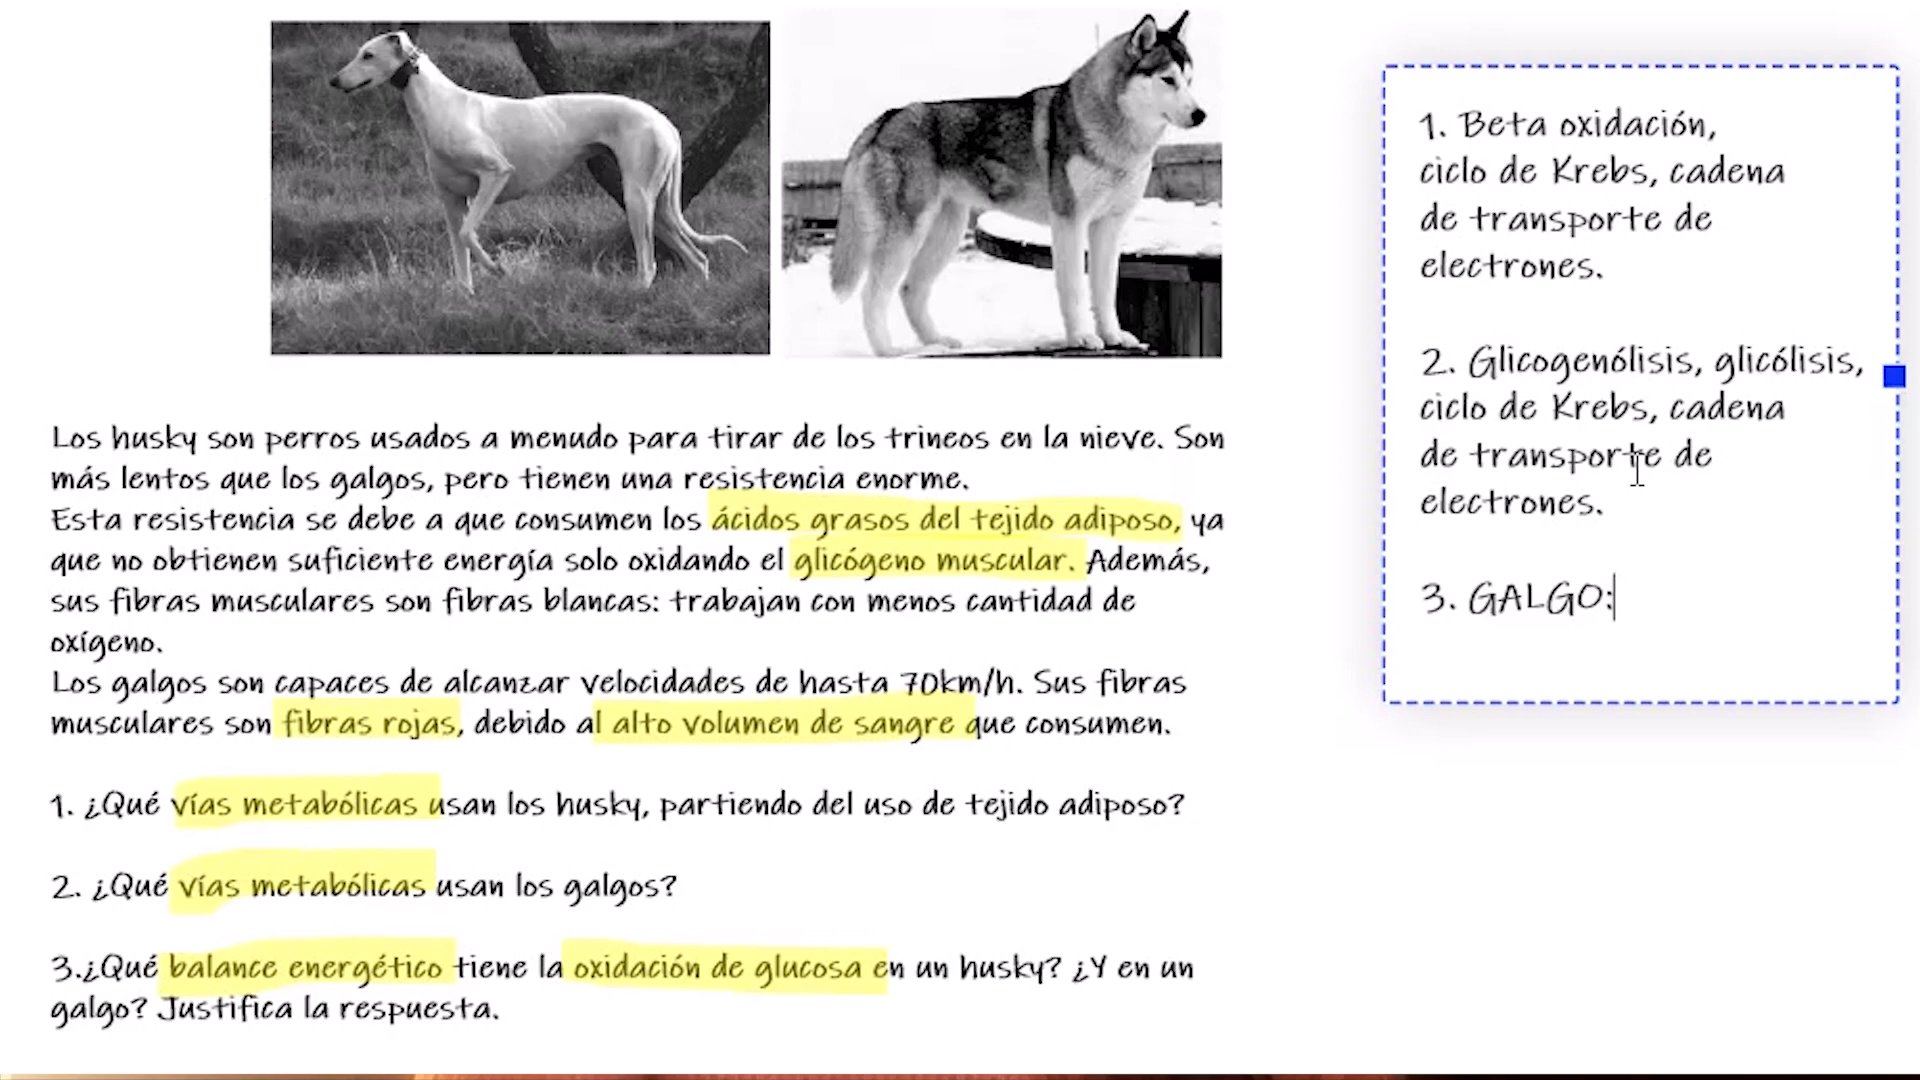 Los husky son perros usados a menudo para tirar de los trineos en la nieve. Son
más lentos que los galgos, pero tienen una resistencia enorme.
Esta resistencia se debe a que consumen los ácidos grasos del tejido adiposo, ya
que no obtienen suficiente energía solo oxidando el glicógeno muscular. Además,
sus fibras musculares son fibras blancas: trabajan con menos cantidad de
oxígeno.
Los galgos son capaces de alcanzar velocidades de hasta 70km/h. Sus fibras
musculares son fibras rojas, debido al alto volumen de sangre que consumen.
1. ¿Qué vías metabólicas usan los husky, partiendo del uso de tejido adiposo?
2. ¿Qué vías metabólicas usan los galgos?
3.¿Qué balance energético tiene la oxidación de glucosa en un husky? ¿Y en un
galgo? Justifica la respuesta.
1. Beta oxidación,
ciclo de Krebs, cadena
de transporte de
electrones.
2. Glicogenólisis, glicólisis,
ciclo de Krebs, cadena
de transporte de
electrones.
3. GALGO: